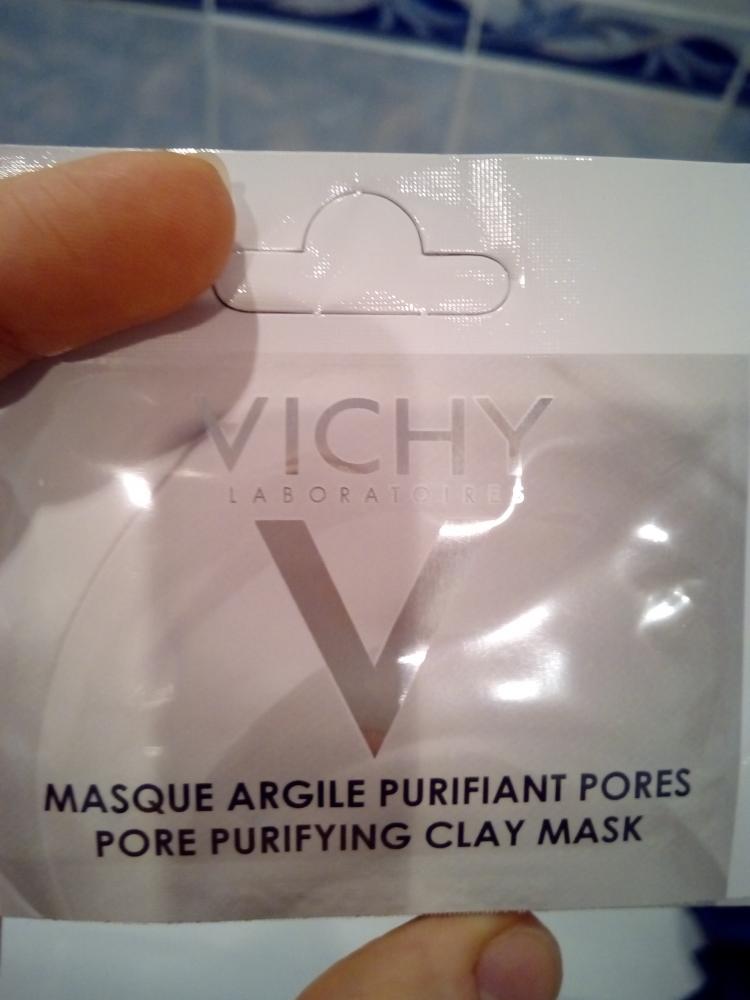 VICHY
LABORATOIRES
V
MASQUE ARGILE PURIFIANT PORES
PORE PURIFYING CLAY MASK